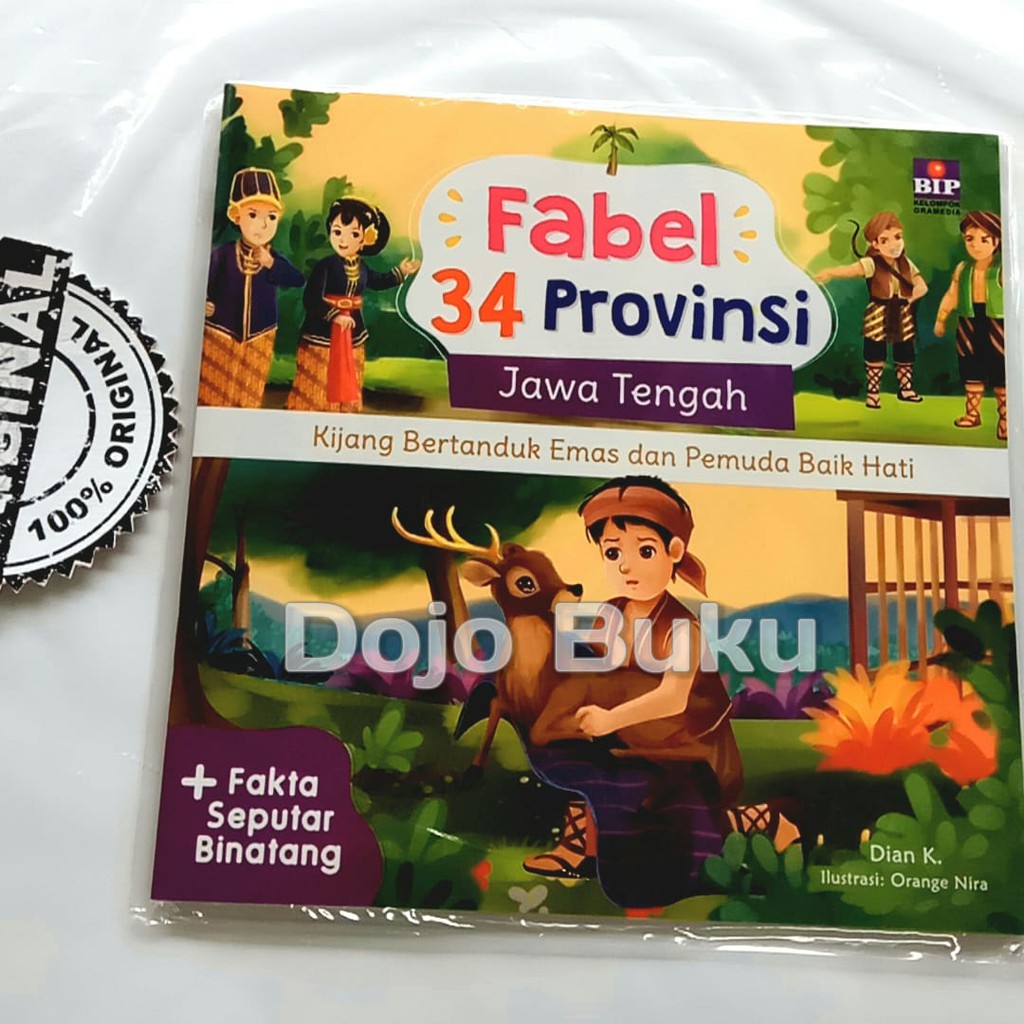 Fabel
34 Provinsi
Jawa Tengah
Kijang Bertanduk Emas dan Pemuda Baik Hati
BIP
KELOMPOK
GRAMEDIA
100% ORIGINAL
Dojo Buku
+ Fakta
Seputar
Binatang
Dian K.
Ilustrasi: Orange Nira